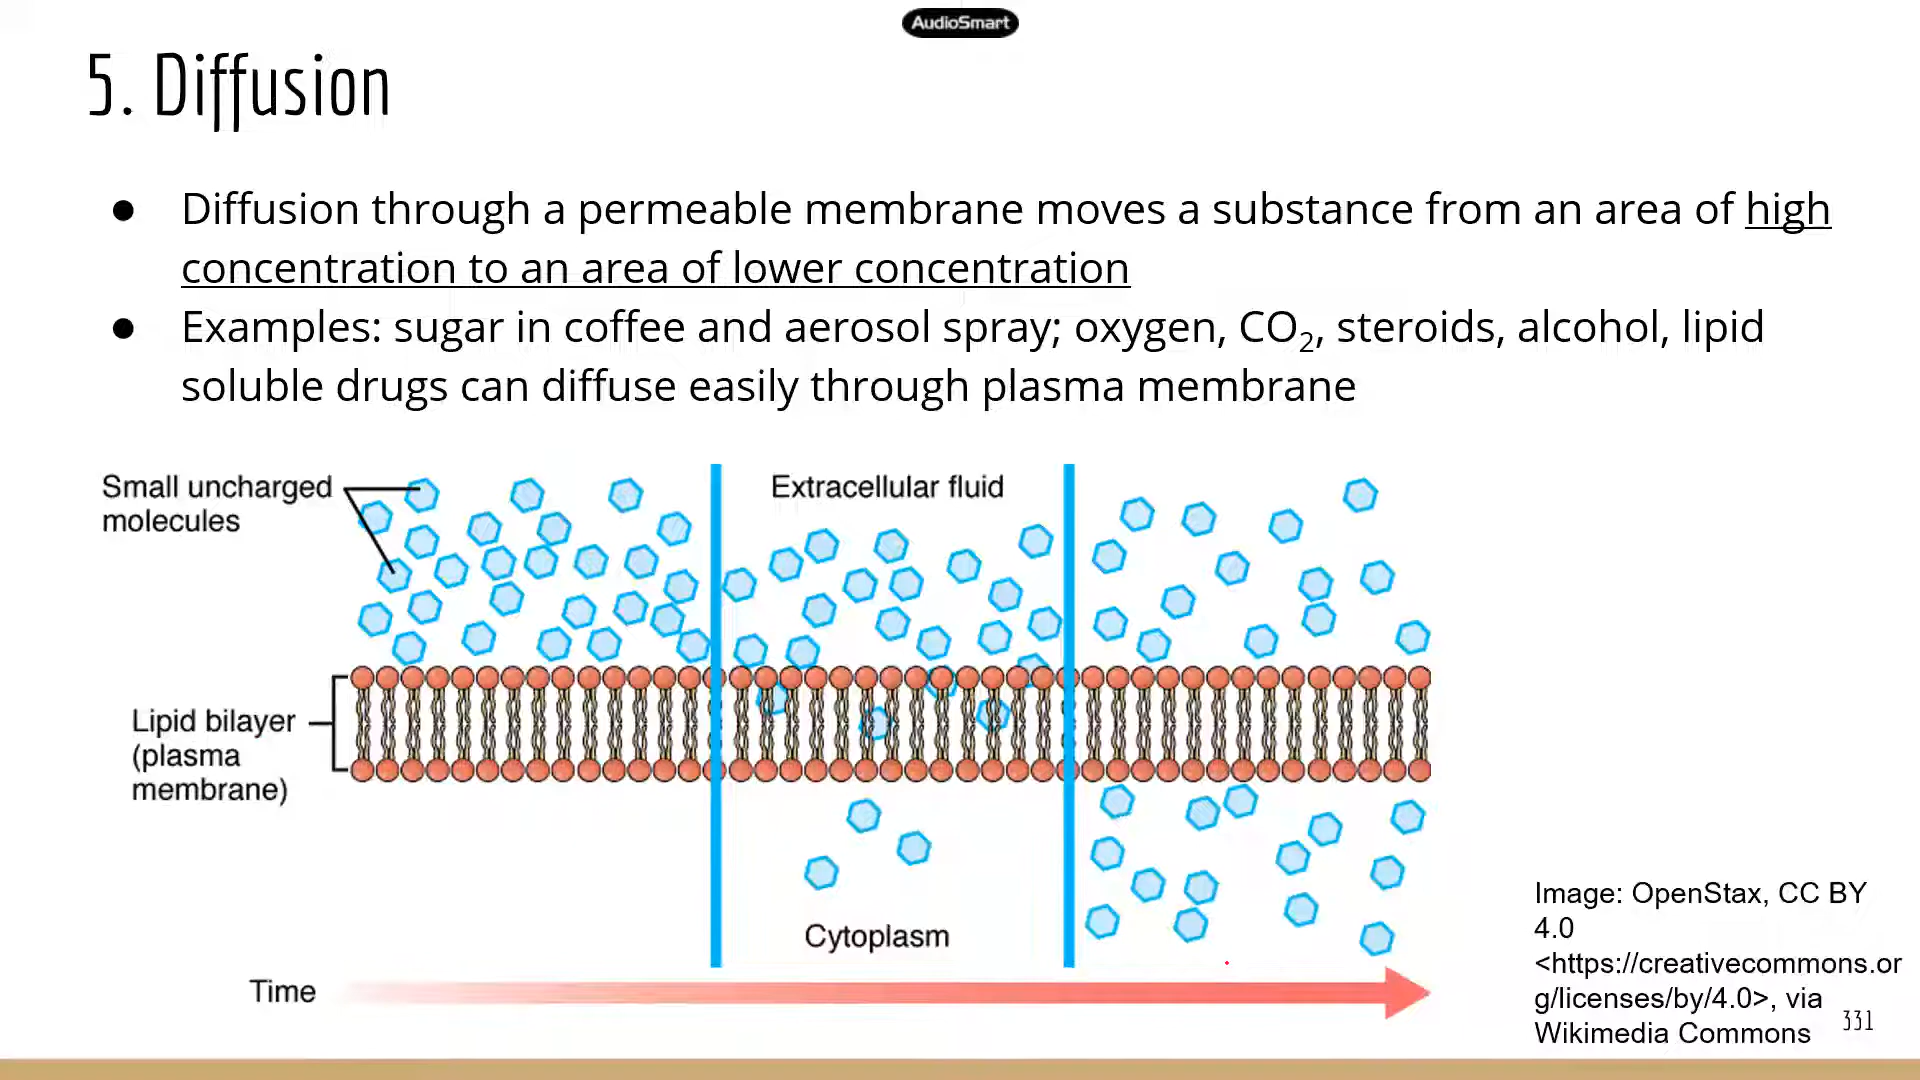 AudioSmart
5. Diffusion
● Diffusion through a permeable membrane moves a substance from an area of high
concentration to an area of lower concentration
● Examples: sugar in coffee and aerosol spray; oxygen, CO₂, steroids, alcohol, lipid
soluble drugs can diffuse easily through plasma membrane
Small uncharged
molecules
Extracellular fluid
Lipid bilayer
(plasma
membrane)
Cytoplasm
Time
Image: OpenStax, CC BY
4.0
<https://creativecommons.or
g/licenses/by/4.0>, via
Wikimedia Commons
331